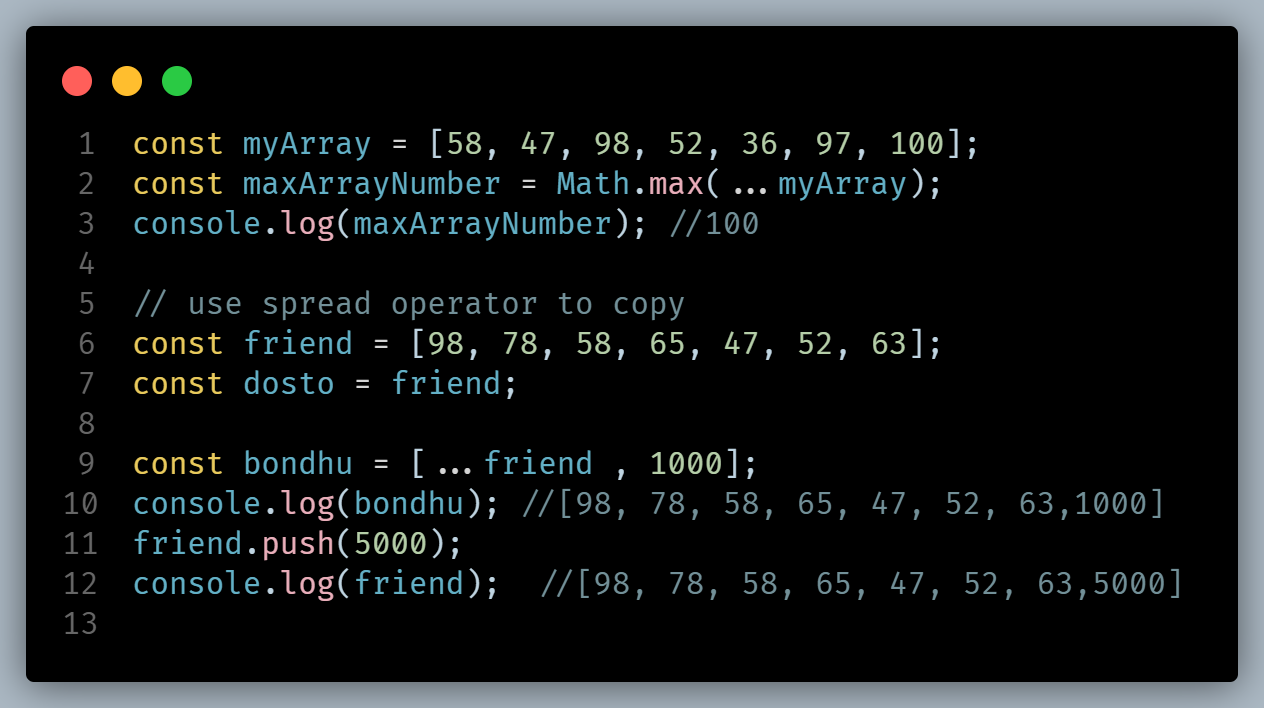 1 const myArray = [58, 47, 98, 52, 36, 97, 100];
2 const maxArrayNumber = Math.max(...myArray);
3 console.log(maxArrayNumber); //100
4
5 // use spread operator to copy
6 const friend = [98, 78, 58, 65, 47, 52, 63];
7 const dosto = friend;
8
9 const bondhu = [...friend , 1000];
10 console.log(bondhu); //[98, 78, 58, 65, 47, 52, 63,1000]
11 friend.push(5000);
12 console.log(friend);  //[98, 78, 58, 65, 47, 52, 63,5000]
13